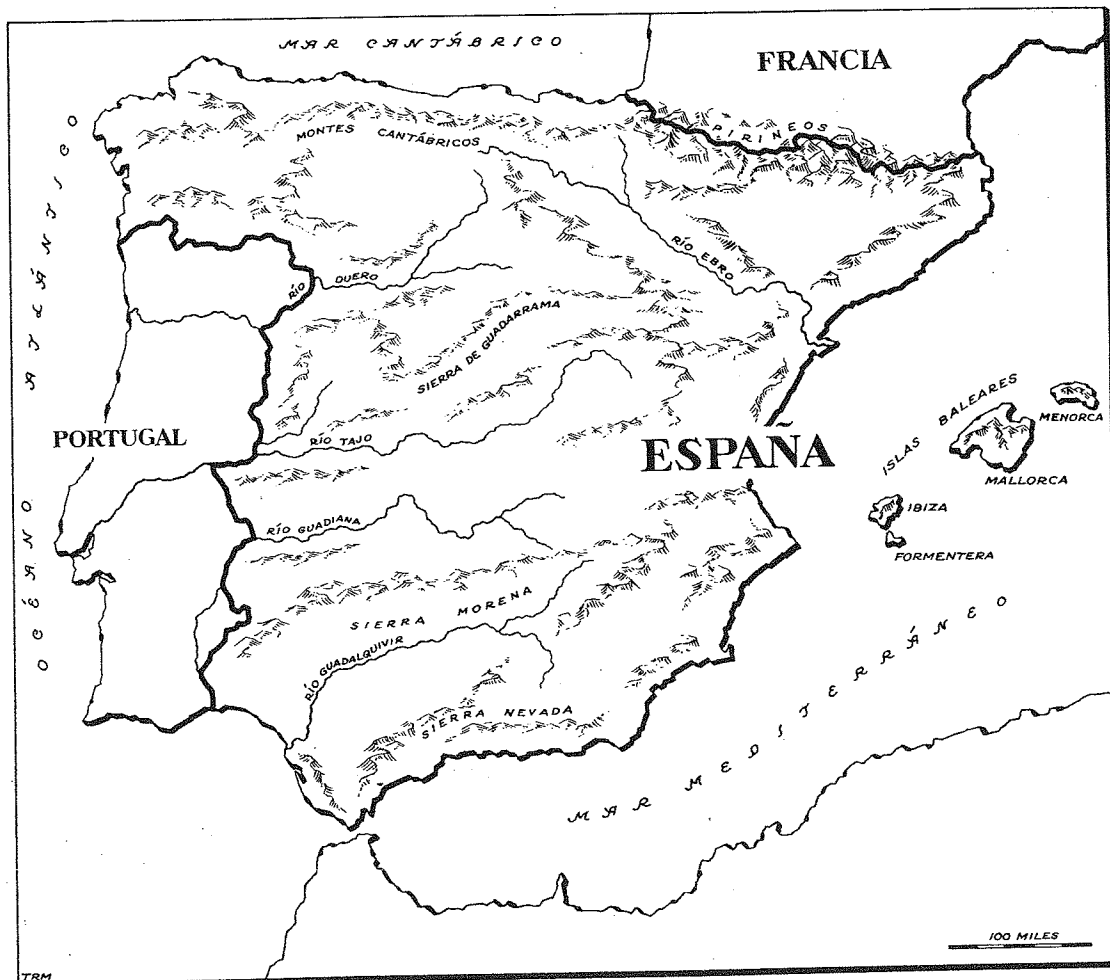 MAR CANTÁBRICO
FRANCIA
PIRINEOS
MONTES CANTÁBRICOS
OCÉANO ATLÁNTICO
RÍO EBRO
RÍO DUERO
SIERRA DE GUADARRAMA
ISLAS BALEARES
MENORCA
MALLORCA
PORTUGAL
RÍO TAJO
ESPAÑA
IBIZA
FORMENTERA
RÍO GUADIANA
SIERRA MORENA
RÍO GUADALQUIVIR
SIERRA NEVADA
MAR MEDITERRÁNEO
100 MILES
TRM